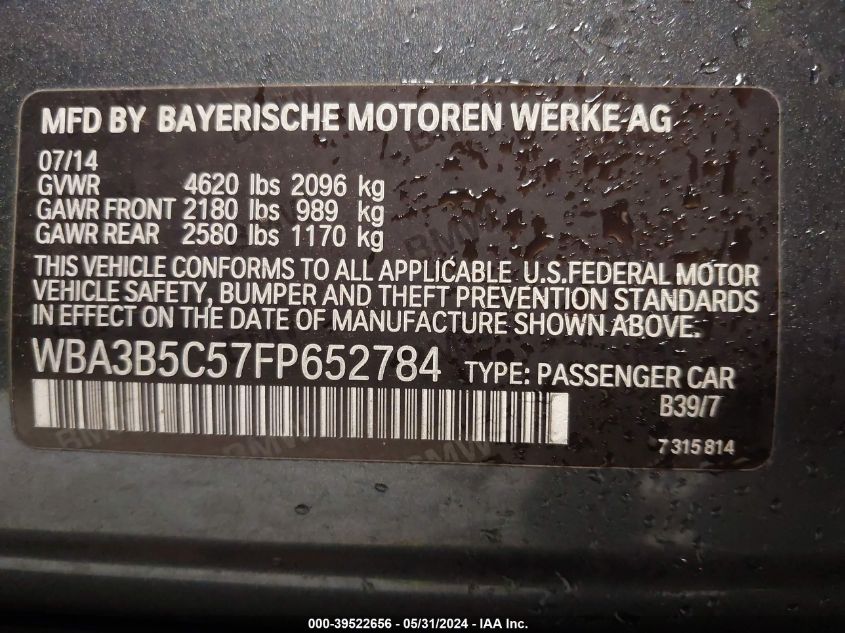 MFD BY BAYERISCHE MOTOREN WERKE AG
07/14
GVWR 4620 lbs 2096 kg
GAWR FRONT 2180 lbs 989 kg
GAWR REAR 2580 lbs 1170 kg
THIS VEHICLE CONFORMS TO ALL APPLICABLE U.S.FEDERAL MOTOR
VEHICLE SAFETY, BUMPER AND THEFT PREVENTION STANDARDS
IN EFFECT ON THE DATE OF MANUFACTURE SHOWN ABOVE.
WBA3B5C57FP652784 TYPE: PASSENGER CAR
B39/7
7 315 814
000-39522656 - 05/31/2024 - IAA, Inc.